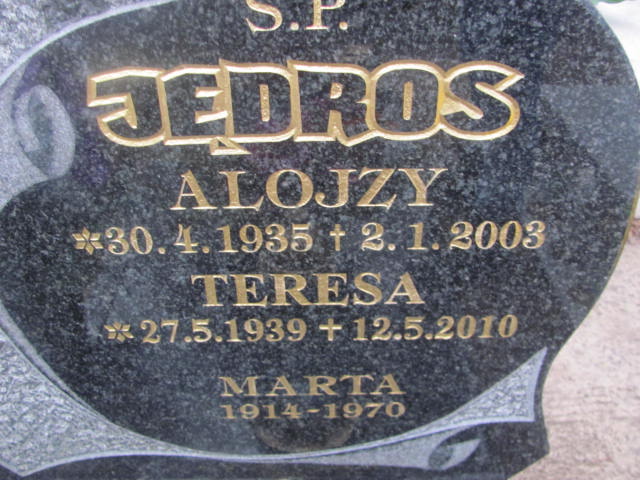 S.P.
JĘDROS
ALOJZY
*30.4.1935 † 2.1.2003
TERESA
*27.5.1939 † 12.5.2010
MARTA
1914-1970